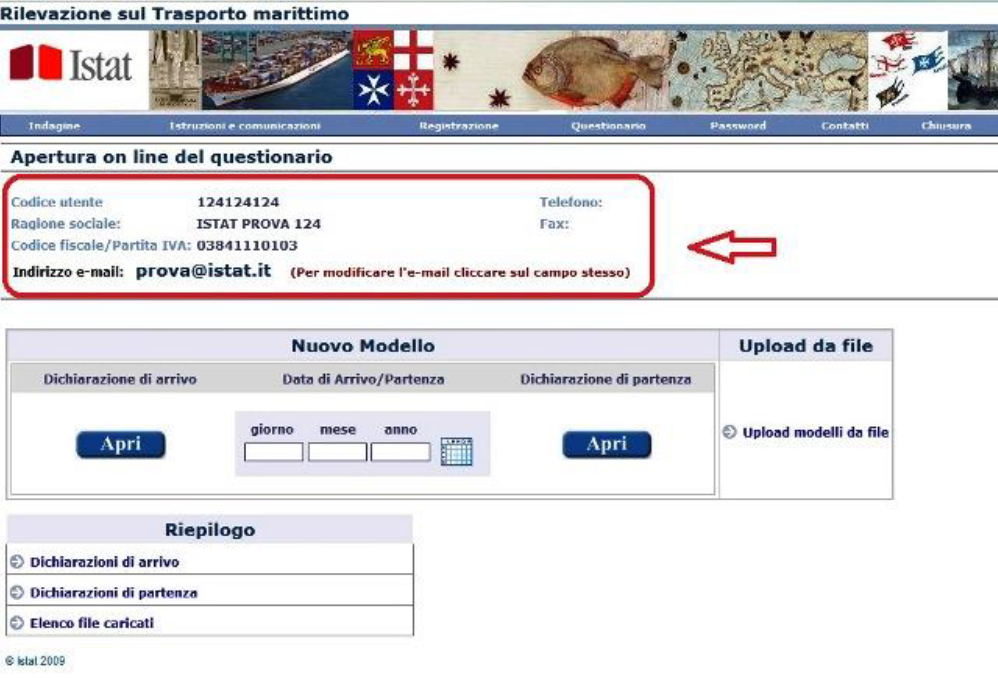 Rilevazione sul Trasporto marittimo
Istat
Indagine Istruzioni e comunicazioni Registrazione Questionario Password Contatti Chiusura
Apertura on line del questionario
Codice utente 124124124 Telefono:
Ragione sociale: ISTAT PROVA 124 Fax:
Codice fiscale/Partita IVA: 03841110103
Indirizzo e-mail: prova@istat.it (Per modificare l'e-mail cliccare sul campo stesso)
Nuovo Modello Upload da file
Dichiarazione di arrivo Data di Arrivo/Partenza Dichiarazione di partenza
giorno mese anno
Apri Apri Upload modelli da file
Riepilogo
Dichiarazioni di arrivo
Dichiarazioni di partenza
Elenco file caricati
© Istat 2009